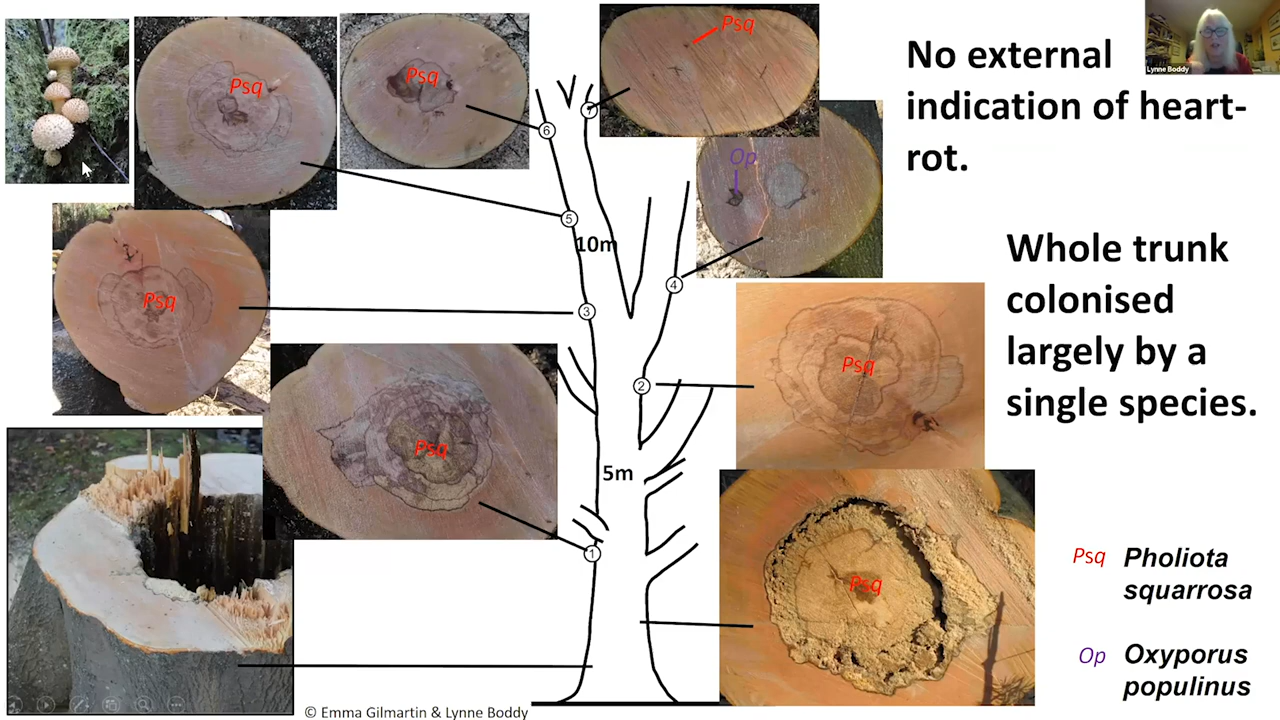 No external
indication of heart-
rot.
Lynne Boddy
Whole trunk
colonised
largely by a
single species.
Psq
Psq
Psq
Op
Psq
Psq
Psq
Psq
7
6
5
10m
4
3
2
5m
1
Psq Pholiota
squarrosa
Op Oxyporus
populinus
© Emma Gilmartin & Lynne Boddy